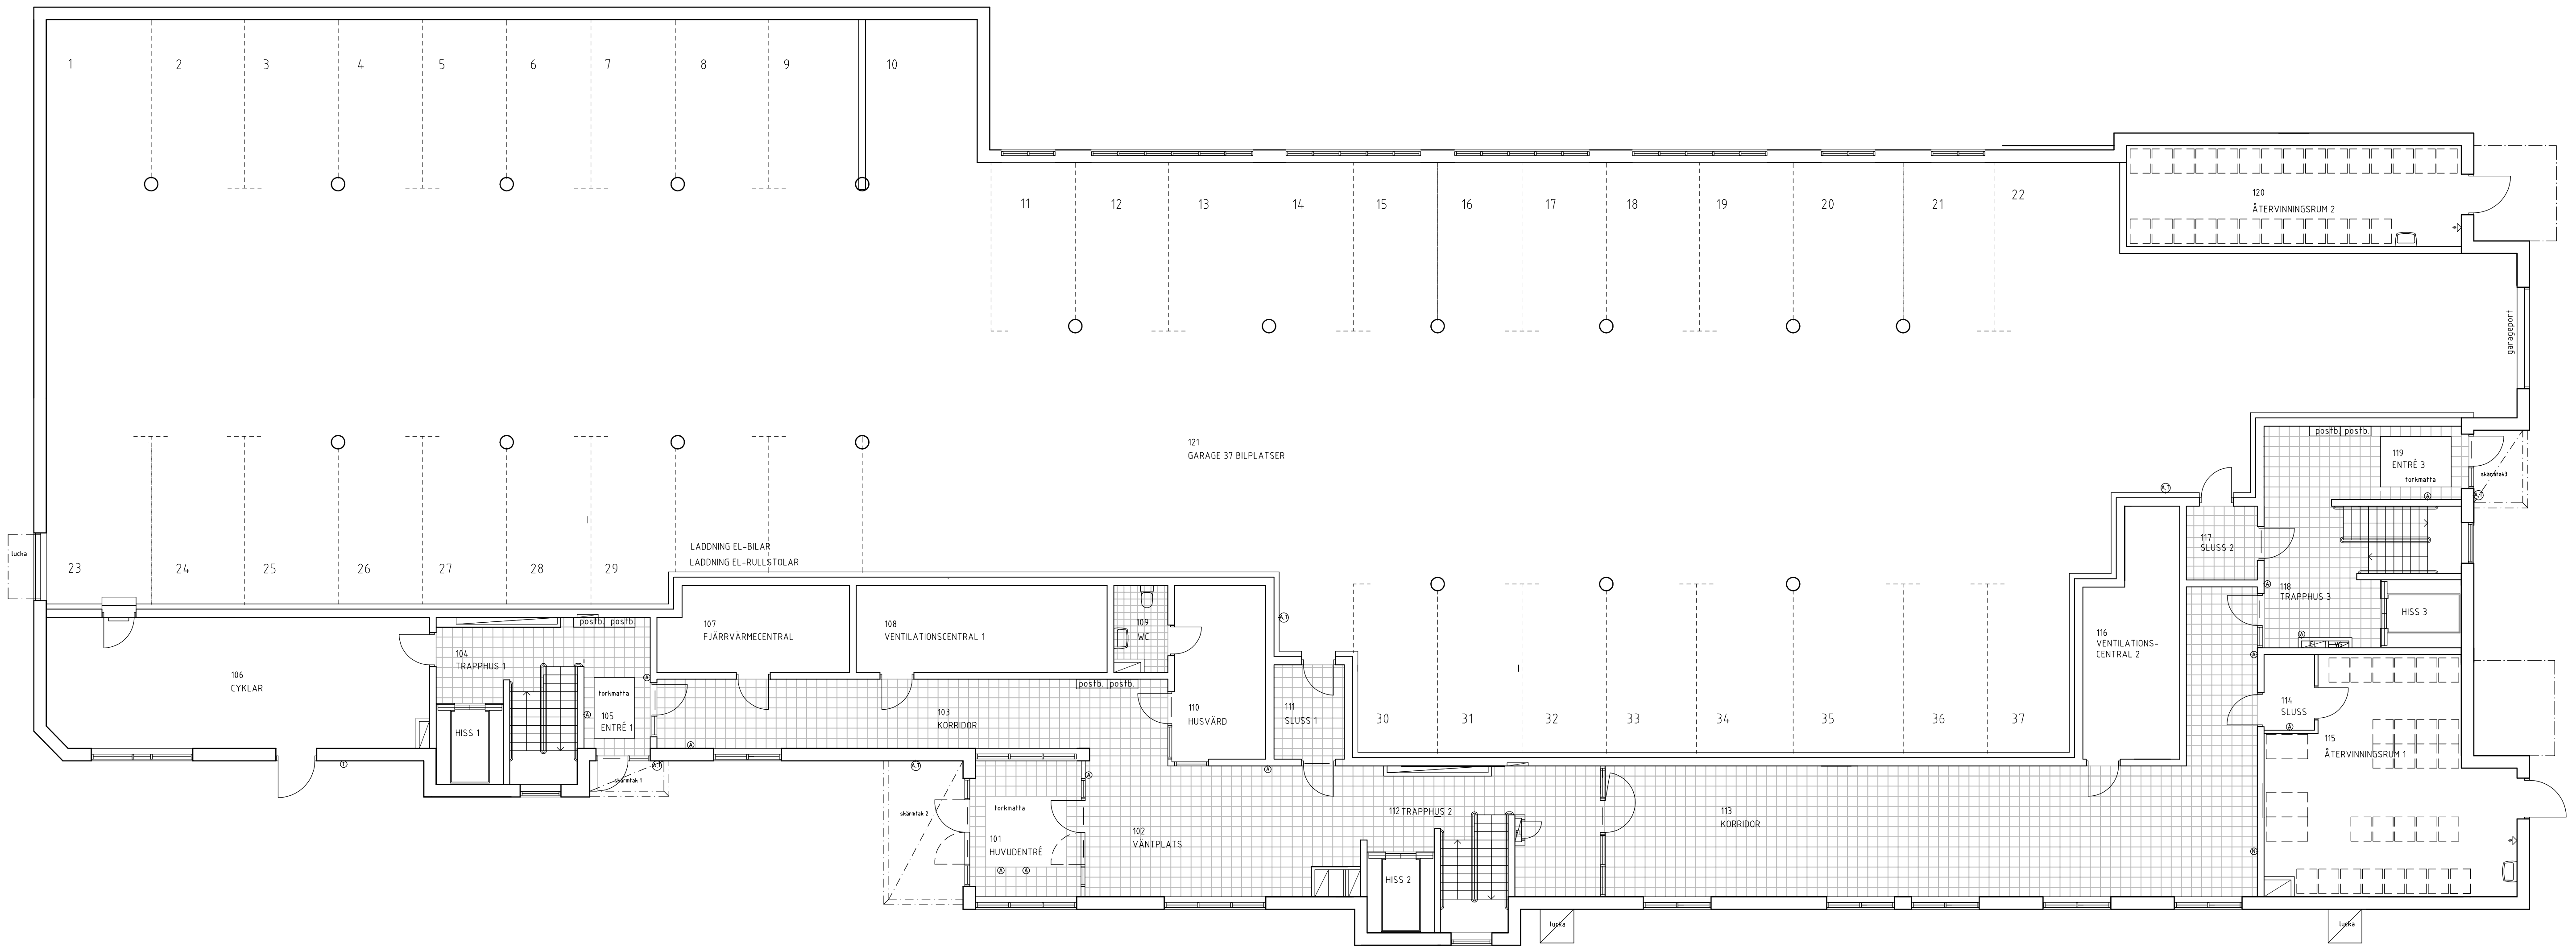 1
2
3
4
5
6
7
8
9
10
11
12
13
14
15
16
17
18
19
20
21
22
120
ÅTERVINNINGSRUM 2
garageport
121
GARAGE 37 BILPLATSER
postb. postb.
119
ENTRÉ 3
torkmatta
skärmtak3
A,T
A,T
A
lucka
23
24
25
26
27
28
29
LADDNING EL-BILAR
LADDNING EL-RULLSTOLAR
117
SLUSS 2
A
118
TRAPPHUS 3
HISS 3
A
VS
A
postb. postb.
107
FJÄRRVÄRMECENTRAL
108
VENTILATIONSCENTRAL 1
109
WC
A,T
116
VENTILATIONS-
CENTRAL 2
104
TRAPPHUS 1
106
CYKLAR
A
torkmatta
A
105
ENTRÉ 1
HISS 1
postb. postb.
103
KORRIDOR
A
110
HUSVÄRD
111
SLUSS 1
30
31
32
33
34
35
36
37
114
SLUSS
A
115
ÅTERVINNINGSRUM 1
T
A,T
skärmtak 1
A,T
A
A
skärmtak 2
torkmatta
101
HUVUDENTRÉ
A
A
102
VÄNTPLATS
112 TRAPPHUS 2
EL
113
KORRIDOR
N
HISS 2
lucka
lucka